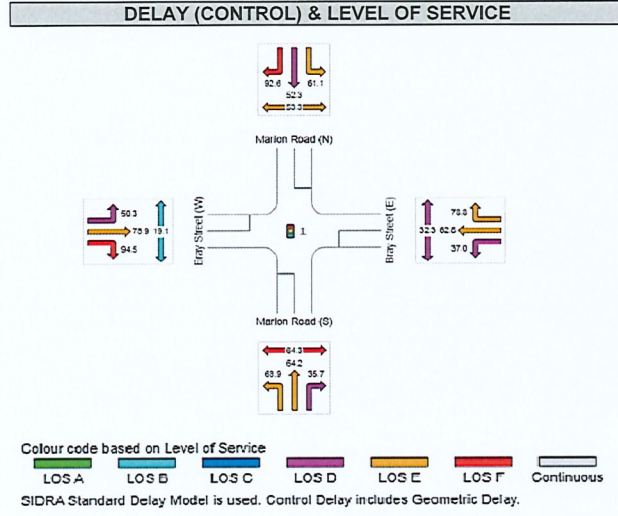 DELAY (CONTROL) & LEVEL OF SERVICE
92.6 61.1
52.3
53.3
Marion Road (N)
Bray Street (W)
Bray Street (E)
50.3
78.9 19.1
94.5
1
78.8
32.3 62.8
37.0
Marion Road (S)
64.3
64.2
63.9 35.7
Colour code based on Level of Service
LOS A LOS B LOS C LOS D LOS E LOS F Continuous
SIDRA Standard Delay Model is used. Control Delay includes Geometric Delay.